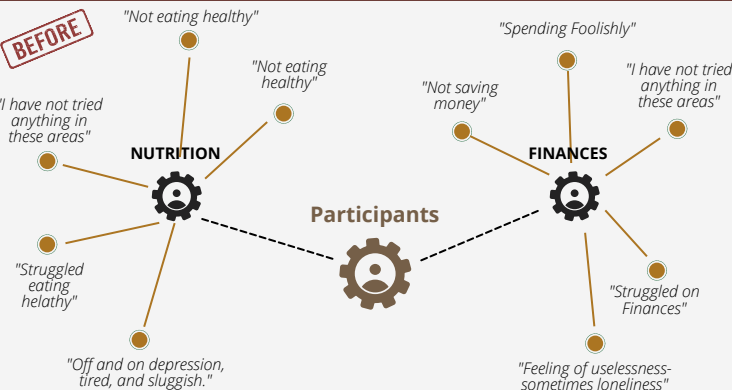 BEFORE
"Not eating healthy"
"Not eating
healthy"
"I have not tried
anything in
these areas"
NUTRITION
"Struggled
eating
helathy"
"Off and on depression,
tired, and sluggish."
Participants
"Spending Foolishly"
"Not saving
money"
"I have not tried
anything in
these areas"
FINANCES
"Struggled on
Finances"
"Feeling of uselessness-
sometimes loneliness"